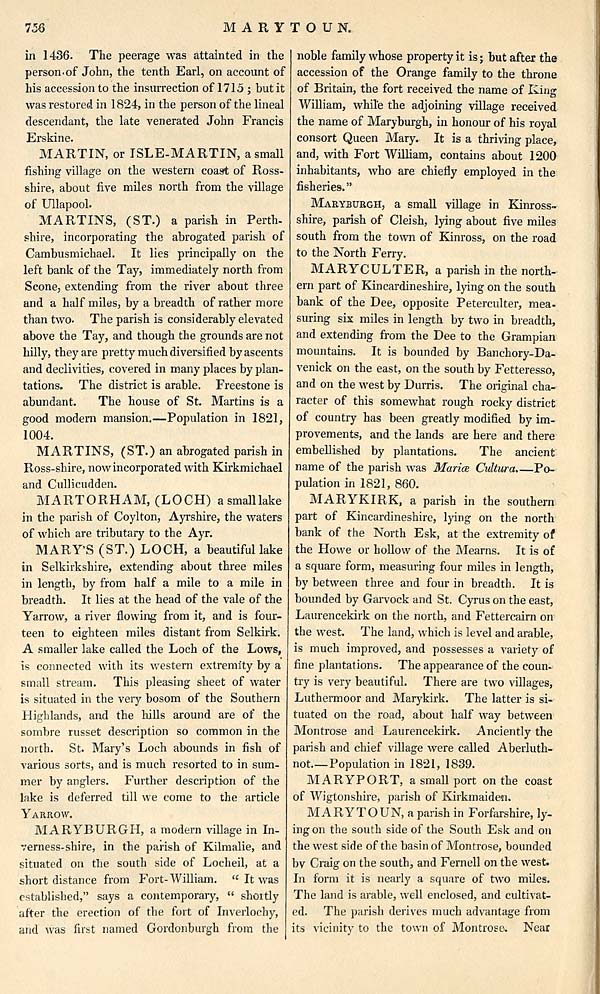 756
MARYTOUN.
in 1436. The peerage was attainted in the
person of John, the tenth Earl, on account of
his accession to the insurrection of 1715 ; but it
was restored in 1824, in the person of the lineal
descendant, the late venerated John Francis
Erskine.
MARTIN, or ISLE-MARTIN, a small
fishing village on the western coast of Ross-
shire, about five miles north from the village
of Ullapool.
MARTINS, (ST.) a parish in Perth-
shire, incorporating the abrogated parish of
Cambusmichael. It lies principally on the
left bank of the Tay, immediately north from
Scone, extending from the river about three
and a half miles, by a breadth of rather more
than two. The parish is considerably elevated
above the Tay, and though the grounds are not
hilly, they are pretty much diversified by ascents
and declivities, covered in many places by plan-
tations. The district is arable. Freestone is
abundant. The house of St. Martins is a
good modern mansion.—Population in 1821,
1004.
MARTINS, (ST.) an abrogated parish in
Ross-shire, now incorporated with Kirkmichael
and Cullicudden.
MARTORHAM, (LOCH) a small lake
in the parish of Coylton, Ayrshire, the waters
of which are tributary to the Ayr.
MARY'S (ST.) LOCH, a beautiful lake
in Selkirkshire, extending about three miles
in length, by from half a mile to a mile in
breadth. It lies at the head of the vale of the
Yarrow, a river flowing from it, and is four-
teen to eighteen miles distant from Selkirk.
A smaller lake called the Loch of the Lows,
is connected with its western extremity by a
small stream. This pleasing sheet of water
is situated in the very bosom of the Southern
Highlands, and the hills around are of the
sombre russet description so common in the
north. St. Mary's Loch abounds in fish of
various sorts, and is much resorted to in sum-
mer by anglers. Further description of the
lake is deferred till we come to the article
YARROW.
MARYBURGH, a modern village in In-
verness-shire, in the parish of Kilmalie, and
situated on the south side of Locheil, at a
short distance from Fort-William. " It was
established," says a contemporary, " shortly
after the erection of the fort of Inverlochy,
and was first named Gordonburgh from the
noble family whose property it is; but after the
accession of the Orange family to the throne
of Britain, the fort received the name of King
William, while the adjoining village received
the name of Maryburgh, in honour of his royal
consort Queen Mary. It is a thriving place,
and, with Fort William, contains about 1200
inhabitants, who are chiefly employed in the
fisheries."
MARYBURGH, a small village in Kinross-
shire, parish of Cleish, lying about five miles
south from the town of Kinross, on the road
to the North Ferry.
MARYCULTER, a parish in the north-
ern part of Kincardineshire, lying on the south
bank of the Dee, opposite Peterculter, mea-
suring six miles in length by two in breadth,
and extending from the Dee to the Grampian
mountains. It is bounded by Banchory-Da-
venick on the east, on the south by Fetteresso,
and on the west by Durris. The original cha-
racter of this somewhat rough rocky district
of country has been greatly modified by im-
provements, and the lands are here and there
embellished by plantations. The ancient
name of the parish was Mariæ Cultura.—Po-
pulation in 1821, 860.
MARYKIRK, a parish in the southern
part of Kincardineshire, lying on the north
bank of the North Esk, at the extremity of
the Howe or hollow of the Mearns. It is of
a square form, measuring four miles in length,
by between three and four in breadth. It is
bounded by Garvock and St. Cyrus on the east,
Laurencekirk on the north, and Fettercairn on
the west. The land, which is level and arable,
is much improved, and possesses a variety of
fine plantations. The appearance of the coun-
try is very beautiful. There are two villages,
Luthermoor and Marykirk. The latter is si-
tuated on the road, about half way between
Montrose and Laurencekirk. Anciently the
parish and chief village were called Aberluth-
not.—Population in 1821, 1839.
MARYPORT, a small port on the coast
of Wigtonshire, parish of Kirkmaiden.
MARYTOUN, a parish in Forfarshire, ly-
ing on the south side of the South Esk and on
the west side of the basin of Montrose, bounded
by Craig on the south, and Fernell on the west.
In form it is nearly a square of two miles.
The land is arable, well enclosed, and cultivat-
ed. The parish derives much advantage from
its vicinity to the town of Montrose. Near